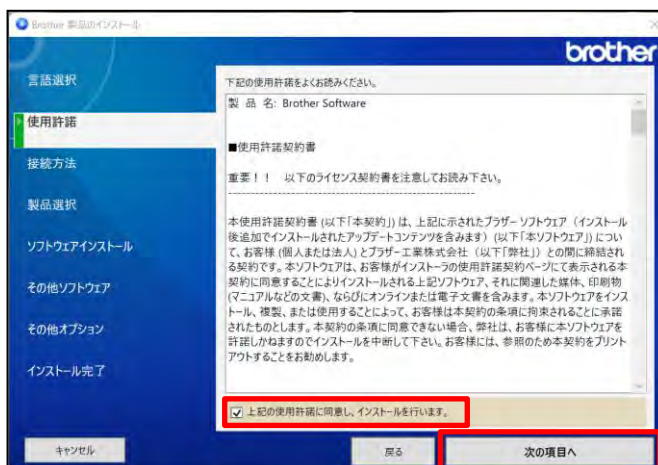 Brother 製品のインストール
brother
言語選択
使用許諾
接続方法
製品選択
ソフトウェアインストール
その他ソフトウェア
その他オプション
インストール完了
下記の使用許諾をよくお読みください。
製 品 名: Brother Software
■使用許諾契約書
重要！！ 以下のライセンス契約書を注意してお読み下さい。
------------------------------------------------------------
本使用許諾契約書 (以下「本契約」) は、上記に示されたブラザー ソフトウェア（インストール
後追加でインストールされたアップデートコンテンツを含みます）(以下「本ソフトウェア」) につい
て、お客様 (個人または法人) とブラザー工業株式会社（以下「弊社」）との間に締結され
る契約です。本ソフトウェアは、お客様がインストーラの使用許諾契約ページにて表示される本
契約に同意することによりインストールされる上記ソフトウェア、それに関連した媒体、印刷物
(マニュアルなどの文書)、ならびにオンラインまたは電子文書を含みます。本ソフトウェアをインス
トール、複製、または使用することによって、お客様は本契約の条項に拘束されることに承諾
されたものとします。本契約の条項に同意できない場合、弊社は、お客様に本ソフトウェアを
許諾しかねますのでインストールを中断して下さい。お客様には、参照のため本契約をプリント
アウトすることをお勧めします。
上記の使用許諾に同意し、インストールを行います。
キャンセル
戻る
次の項目へ